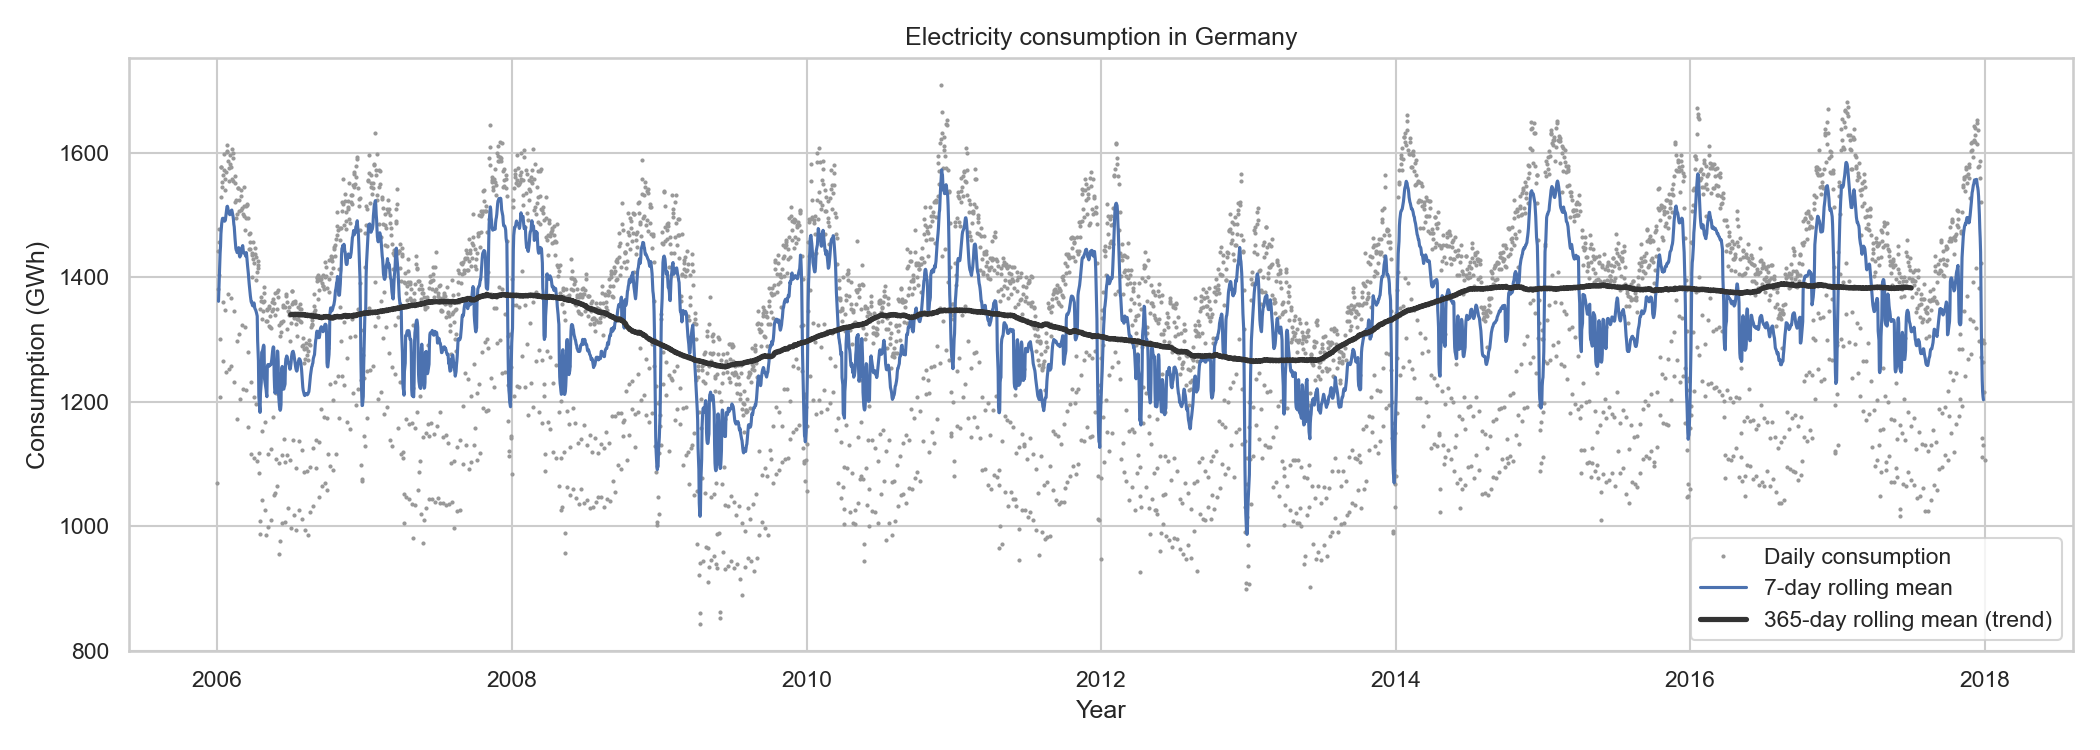 Electricity consumption in Germany
Consumption (GWh)
1600
1400
1200
1000
800
2006 2008 2010 2012 2014 2016 2018
Year
Daily consumption
7-day rolling mean
365-day rolling mean (trend)